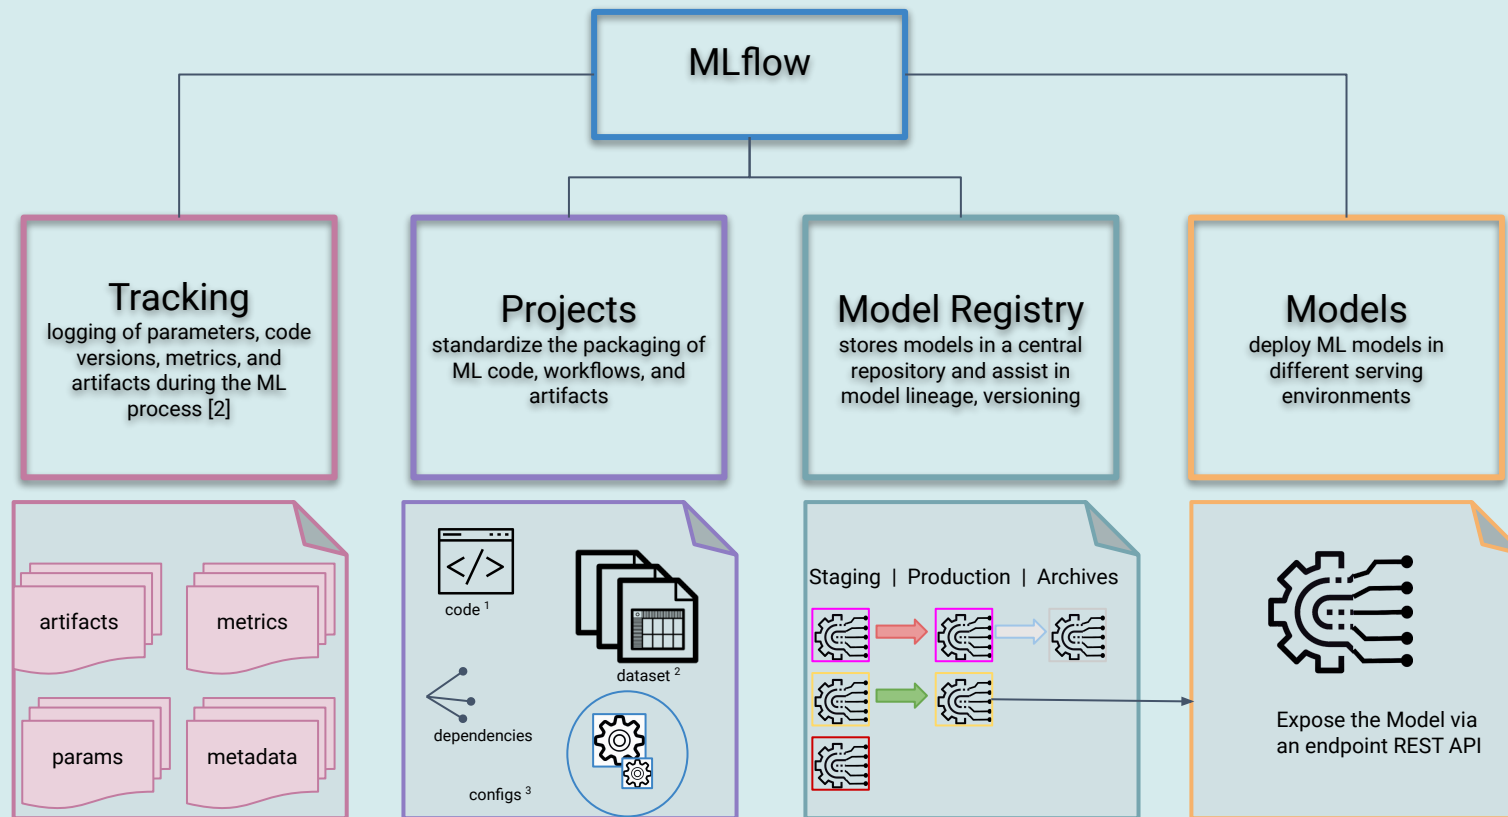 MLflow
Tracking
logging of parameters, code
versions, metrics, and
artifacts during the ML
process [2]
Projects
standardize the packaging of
ML code, workflows, and
artifacts
Model Registry
stores models in a central
repository and assist in
model lineage, versioning
Models
deploy ML models in
different serving
environments
artifacts
metrics
params
metadata
</>
code ¹
dataset ²
dependencies
configs ³
Staging | Production | Archives
Expose the Model via
an endpoint REST API